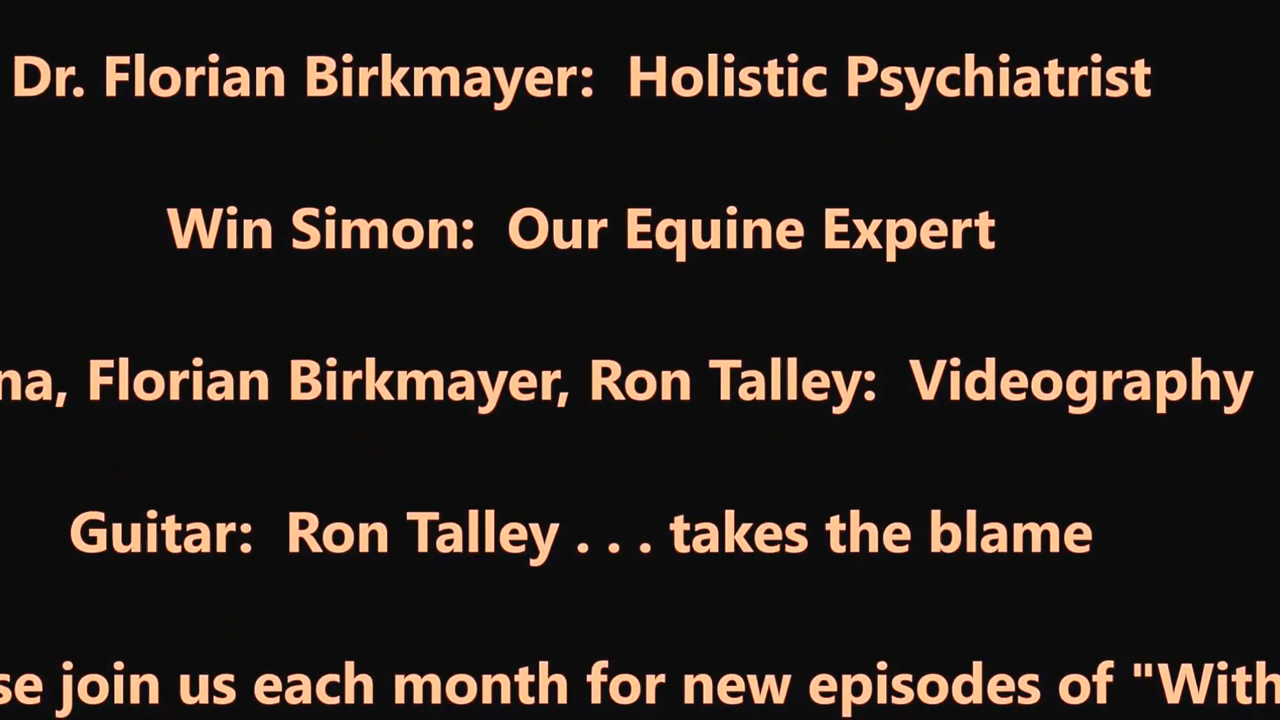 Dr. Florian Birkmayer:  Holistic Psychiatrist
Win Simon:  Our Equine Expert
na, Florian Birkmayer, Ron Talley:  Videography
Guitar:  Ron Talley . . . takes the blame
se join us each month for new episodes of "With